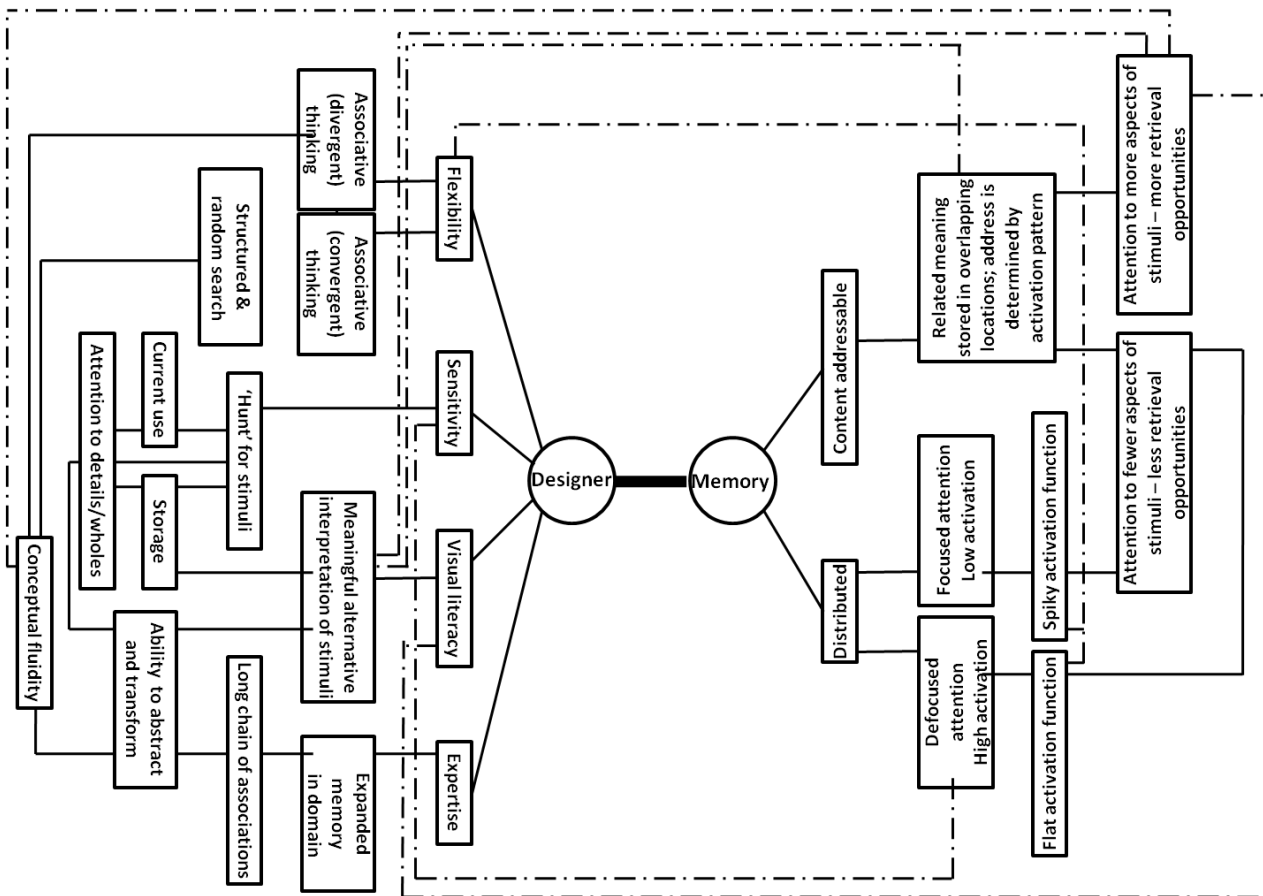 Associative
(divergent)
thinking
Associative
(convergent)
thinking
Structured &
random search
Flexibility
Sensitivity
'Hunt' for stimuli
Current use
Storage
Attention to details/wholes
Visual literacy
Meaningful alternative
interpretation of stimuli
Expertise
Expanded
memory
in domain
Long chain of associations
Ability to abstract
and transform
Conceptual fluidity
Designer
Memory
Content addressable
Related meaning
stored in overlapping
locations; address is
determined by
activation pattern
Attention to more aspects of
stimuli – more retrieval
opportunities
Attention to fewer aspects of
stimuli – less retrieval
opportunities
Distributed
Focused attention
Low activation
Spiky activation function
Defocused
attention
High activation
Flat activation function